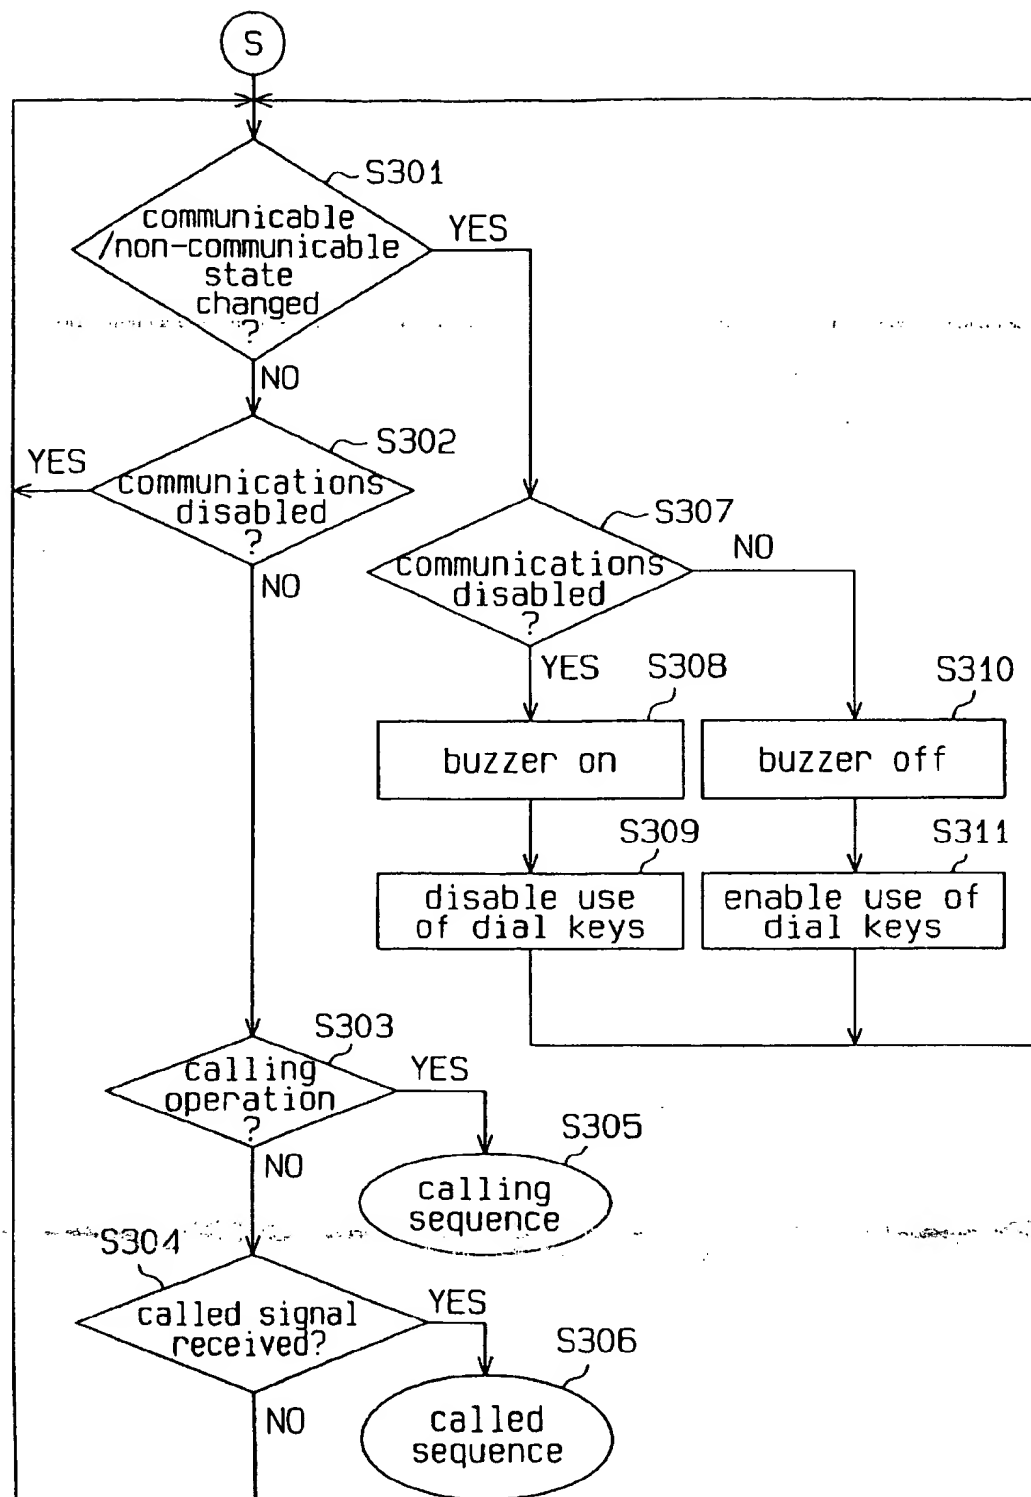 S
S301
communicable
/non-communicable
state
changed
?
YES
NO
S302
YES
communications
disabled
?
NO
S307
communications
disabled
?
NO
YES
S308
buzzer on
S310
buzzer off
S309
disable use
of dial keys
S311
enable use of
dial keys
S303
calling
operation
?
YES
NO
S305
calling
sequence
S304
called signal
received?
YES
NO
S306
called
sequence